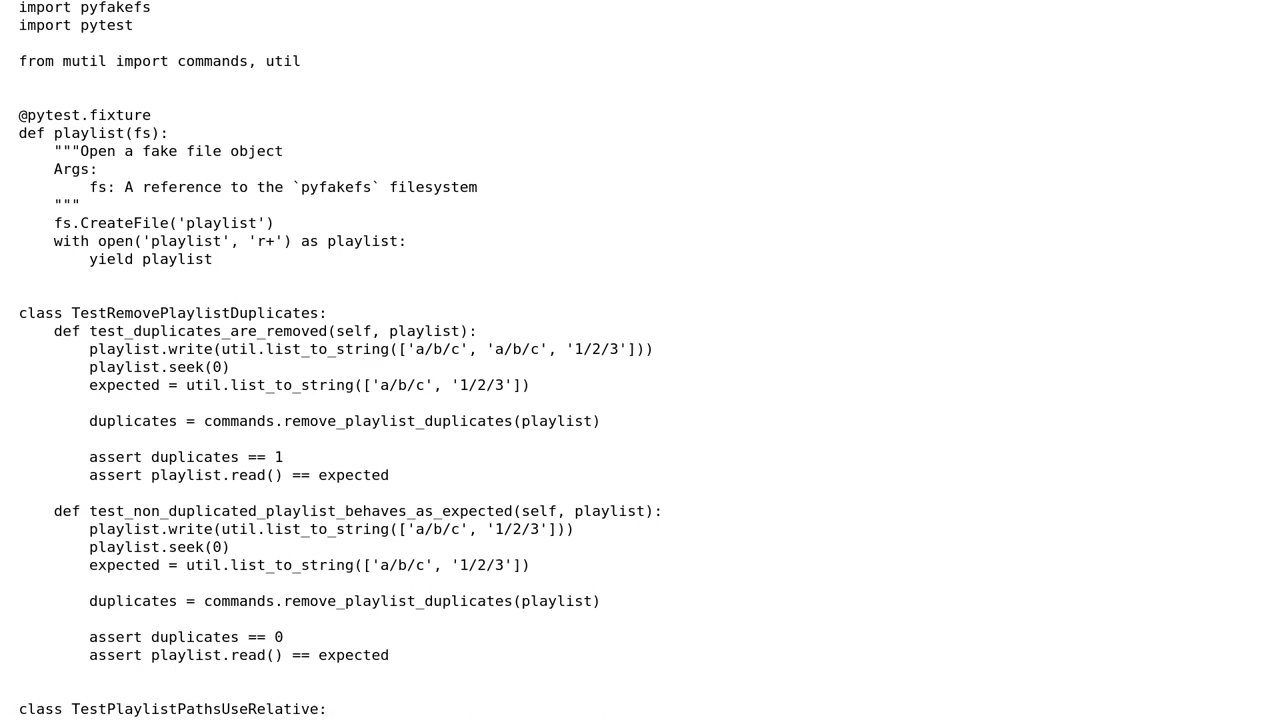 import pyfakefs
import pytest

from mutil import commands, util


@pytest.fixture
def playlist(fs):
    """Open a fake file object
    Args:
        fs: A reference to the `pyfakefs` filesystem
    """
    fs.CreateFile('playlist')
    with open('playlist', 'r+') as playlist:
        yield playlist


class TestRemovePlaylistDuplicates:
    def test_duplicates_are_removed(self, playlist):
        playlist.write(util.list_to_string(['a/b/c', 'a/b/c', '1/2/3']))
        playlist.seek(0)
        expected = util.list_to_string(['a/b/c', '1/2/3'])

        duplicates = commands.remove_playlist_duplicates(playlist)

        assert duplicates == 1
        assert playlist.read() == expected

    def test_non_duplicated_playlist_behaves_as_expected(self, playlist):
        playlist.write(util.list_to_string(['a/b/c', '1/2/3']))
        playlist.seek(0)
        expected = util.list_to_string(['a/b/c', '1/2/3'])

        duplicates = commands.remove_playlist_duplicates(playlist)

        assert duplicates == 0
        assert playlist.read() == expected


class TestPlaylistPathsUseRelative: